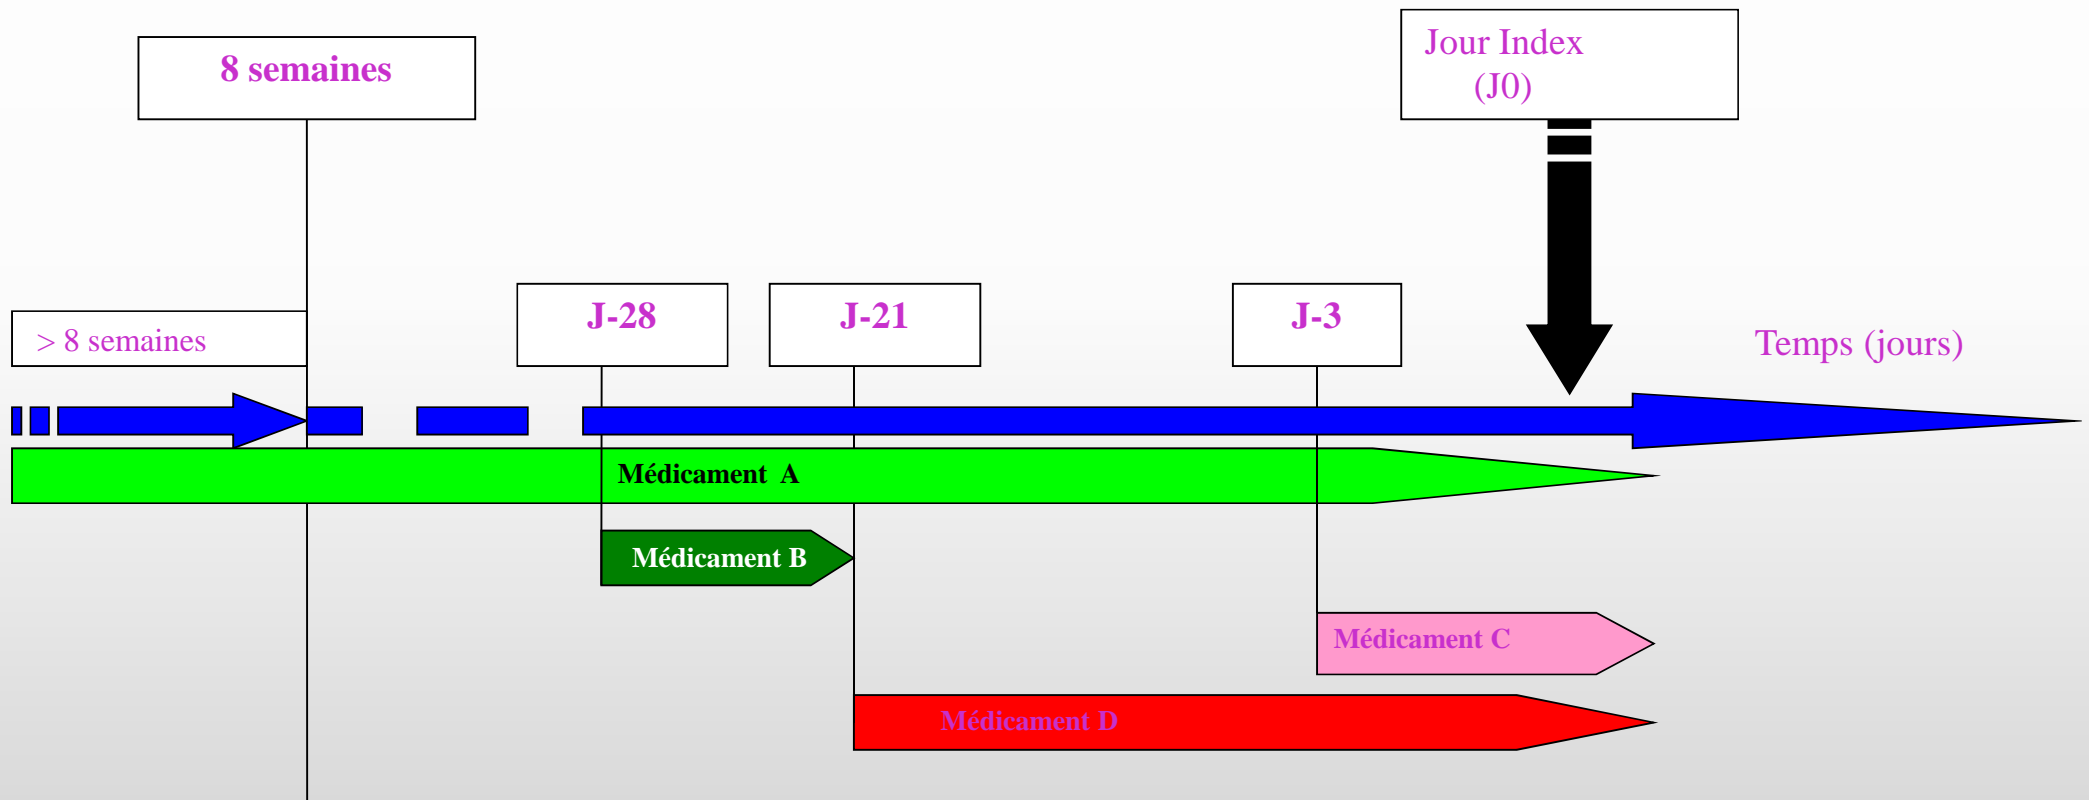 8 semaines
Jour Index
(J0)
> 8 semaines
J-28
J-21
J-3
Temps (jours)
Médicament  A
Médicament B
Médicament C
Médicament D